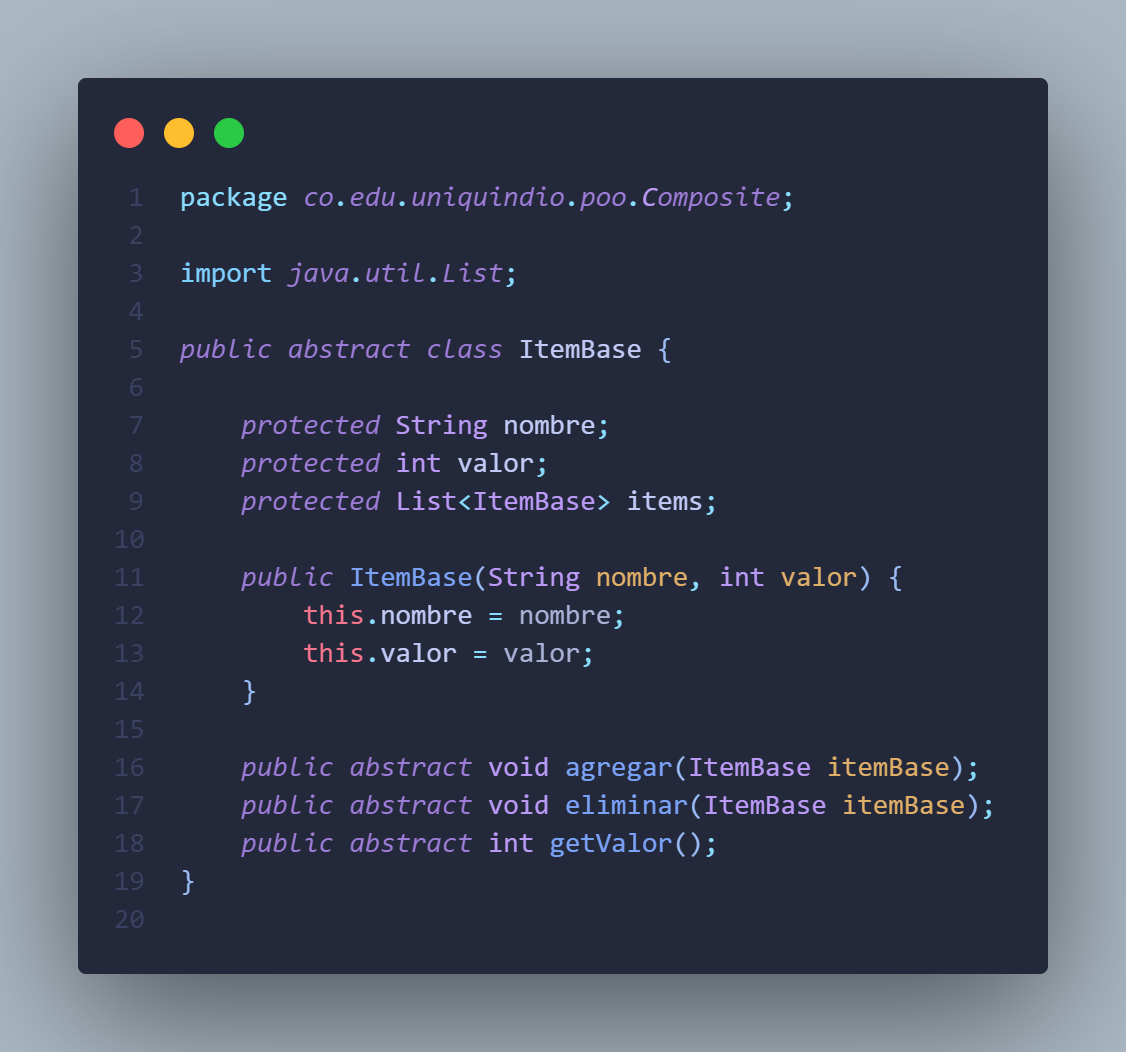 1 package co.edu.uniquindio.poo.Composite;
2
3 import java.util.List;
4
5 public abstract class ItemBase {
6
7     protected String nombre;
8     protected int valor;
9     protected List<ItemBase> items;
10
11     public ItemBase(String nombre, int valor) {
12         this.nombre = nombre;
13         this.valor = valor;
14     }
15
16     public abstract void agregar(ItemBase itemBase);
17     public abstract void eliminar(ItemBase itemBase);
18     public abstract int getValor();
19 }
20